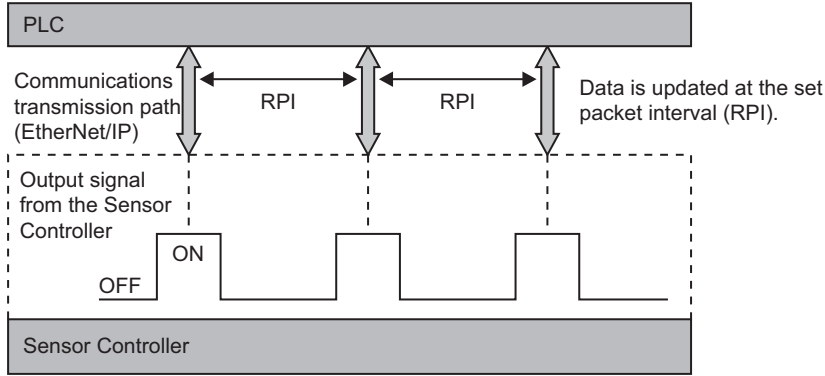 PLC
Communications
transmission path
(EtherNet/IP)
RPI
RPI
Data is updated at the set
packet interval (RPI).
Output signal
from the Sensor
Controller
ON
OFF
Sensor Controller